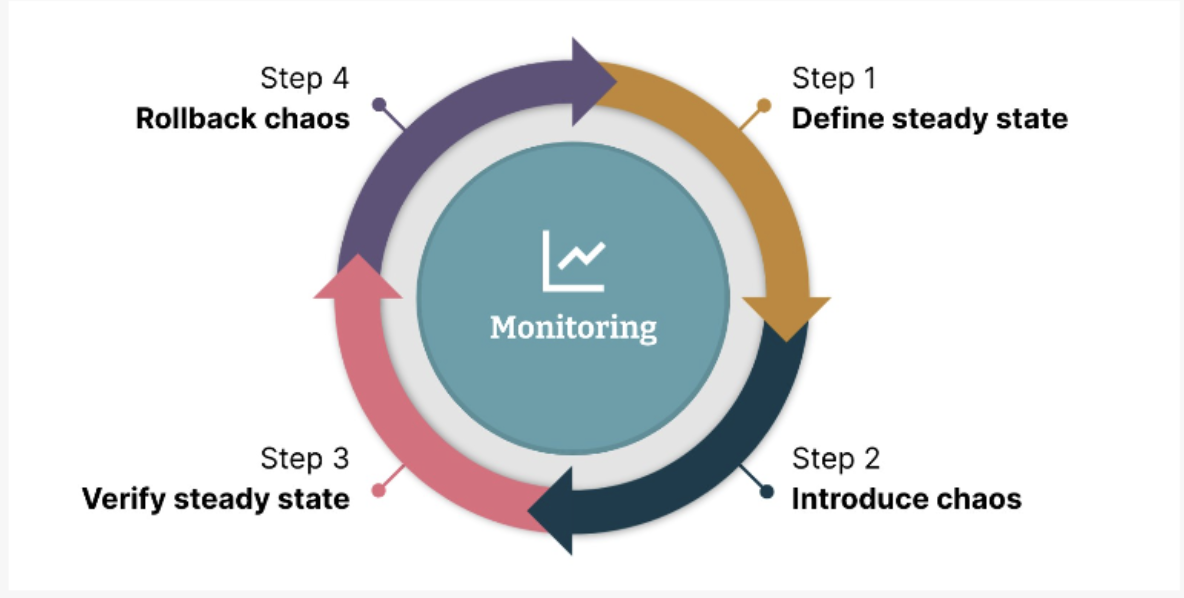 Step 1
Define steady state
Step 2
Introduce chaos
Step 3
Verify steady state
Step 4
Rollback chaos
Monitoring